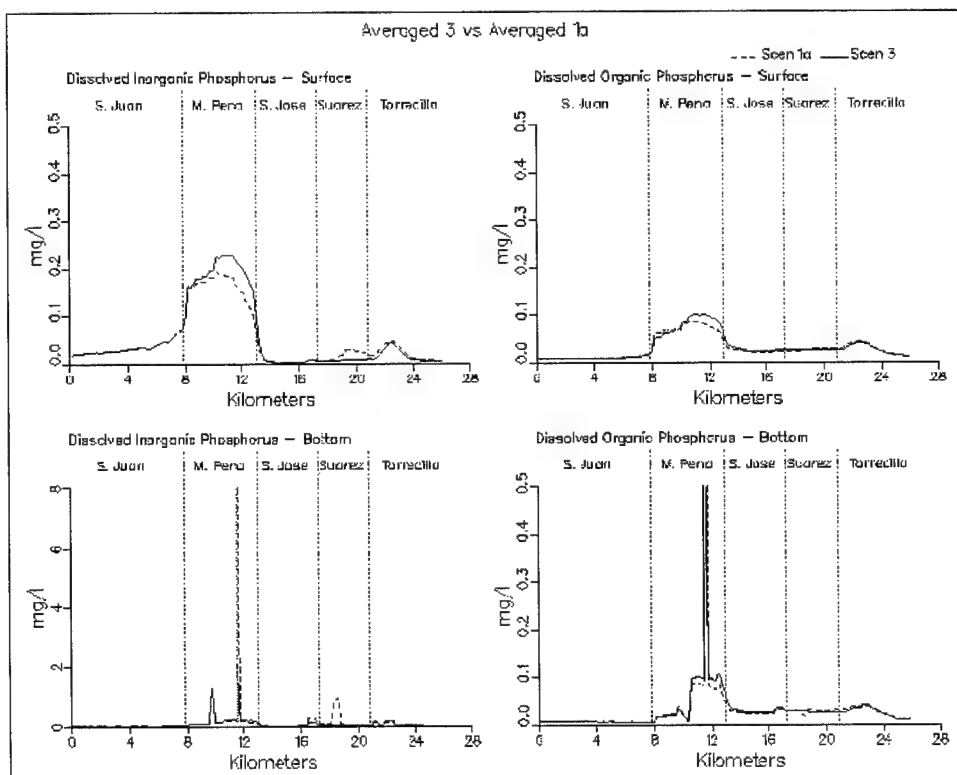 Averaged 3 vs Averaged 1a
Scen 1a Scen 3
Dissolved Inorganic Phosphorus – Surface
S. Juan M. Pena S. Jose Suarez Torrecilla
mg/l
0.0 0.1 0.2 0.3 0.4 0.5
0 4 8 12 16 20 24 28
Kilometers
Dissolved Organic Phosphorus – Surface
S. Juan M. Pena S. Jose Suarez Torrecilla
mg/l
0.0 0.1 0.2 0.3 0.4 0.5
0 4 8 12 16 20 24 28
Kilometers
Dissolved Inorganic Phosphorus – Bottom
S. Juan M. Pena S. Jose Suarez Torrecilla
mg/l
0 2 4 6 8
0 4 8 12 16 20 24 28
Kilometers
Dissolved Organic Phosphorus – Bottom
S. Juan M. Pena S. Jose Suarez Torrecilla
mg/l
0.0 0.1 0.2 0.3 0.4 0.5
0 4 8 12 16 20 24 28
Kilometers